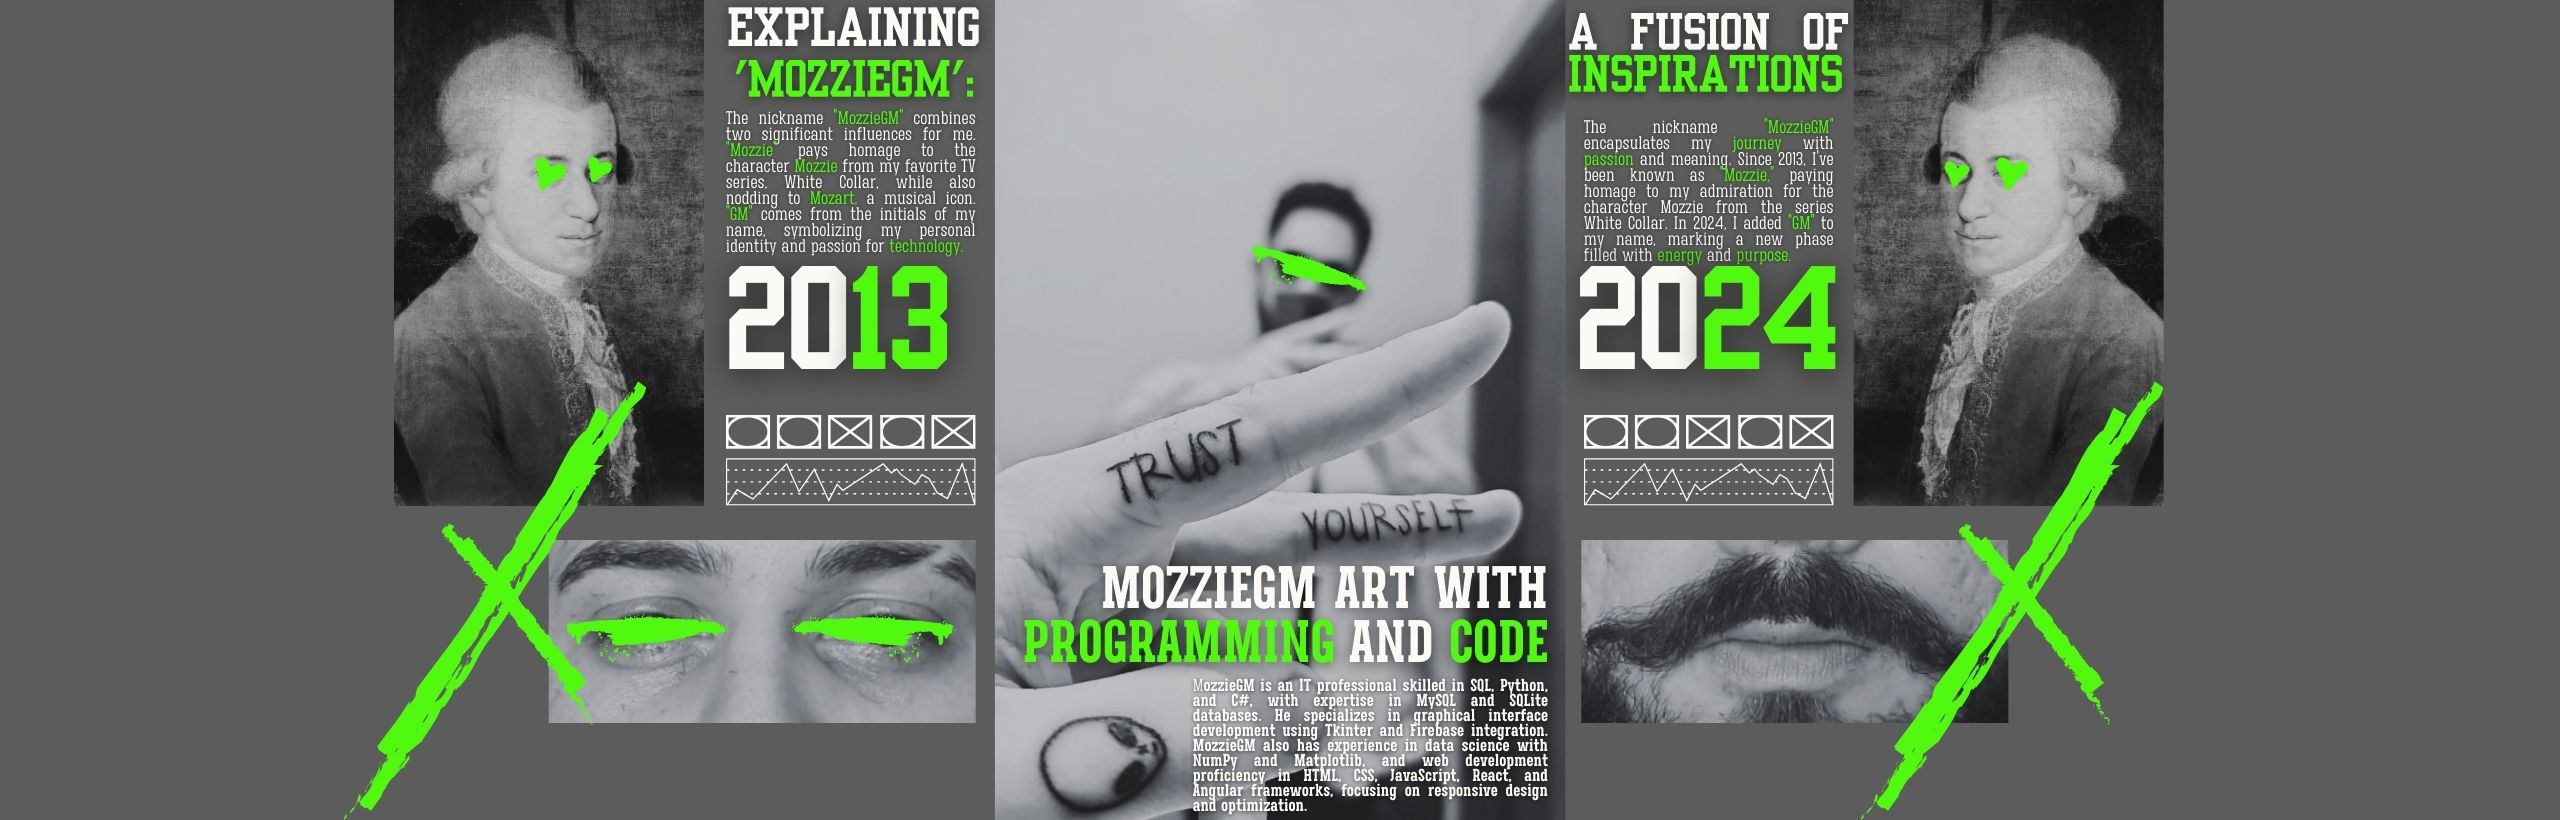 EXPLAINING
'MOZZIEGM':
The nickname "MozzieGM" combines
two significant influences for me.
"Mozzie" pays homage to the
character Mozzie from my favorite TV
series, White Collar, while also
nodding to Mozart, a musical icon.
"GM" comes from the initials of my
name, symbolizing my personal
identity and passion for technology.
2013
TRUST
YOURSELF
MOZZIEGM ART WITH
PROGRAMMING AND CODE
MozzieGM is an IT professional skilled in SQL, Python,
and C#, with expertise in MySQL and SQLite
databases. He specializes in graphical interface
development using Tkinter and Firebase integration.
MozzieGM also has experience in data science with
NumPy and Matplotlib, and web development
proficiency in HTML, CSS, JavaScript, React, and
Angular frameworks, focusing on responsive design
and optimization.
A FUSION OF
INSPIRATIONS
The nickname "MozzieGM"
encapsulates my journey with
passion and meaning. Since 2013, I've
been known as "Mozzie," paying
homage to my admiration for the
character Mozzie from the series
White Collar. In 2024, I added "GM" to
my name, marking a new phase
filled with energy and purpose.
2024